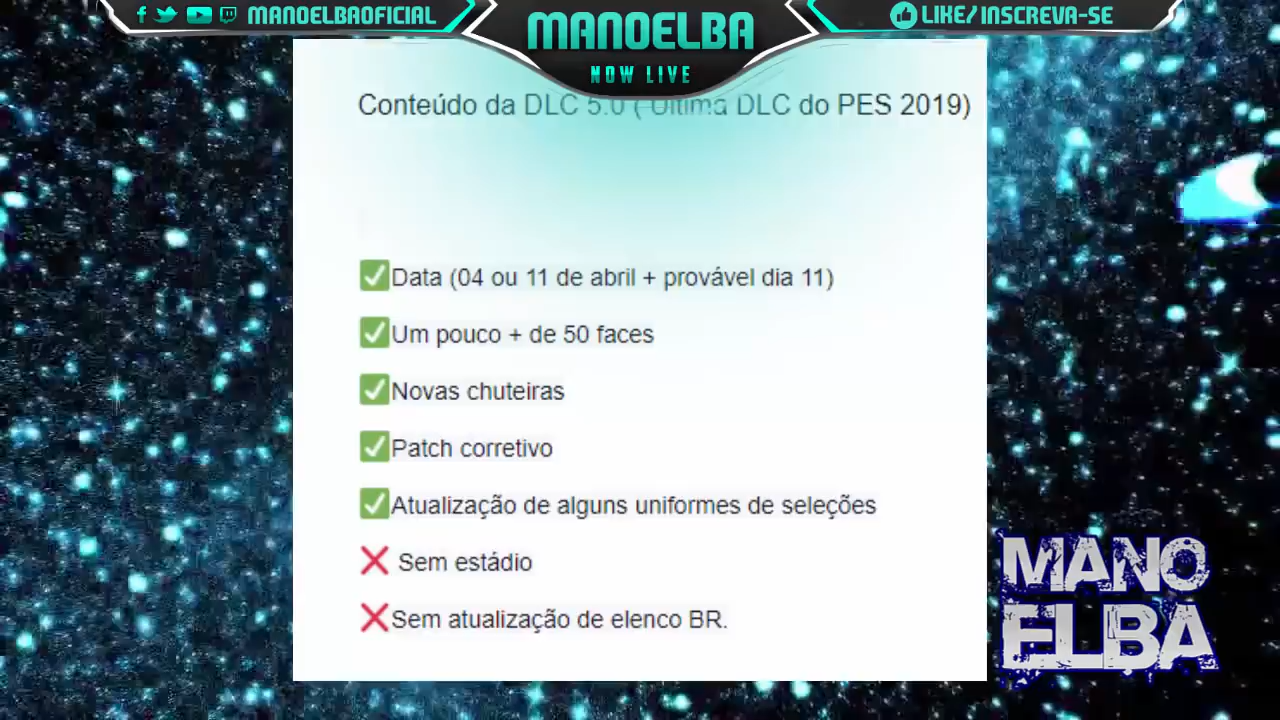 MANOELBAOFICIAL
MANOELBA
LIKE/INSCREVA-SE
NOW LIVE
Conteúdo da DLC 5.0 ( Última DLC do PES 2019)
✅Data (04 ou 11 de abril + provável dia 11)
✅Um pouco + de 50 faces
✅Novas chuteiras
✅Patch corretivo
✅Atualização de alguns uniformes de seleções
❌ Sem estádio
❌Sem atualização de elenco BR.
MANO
ELBA